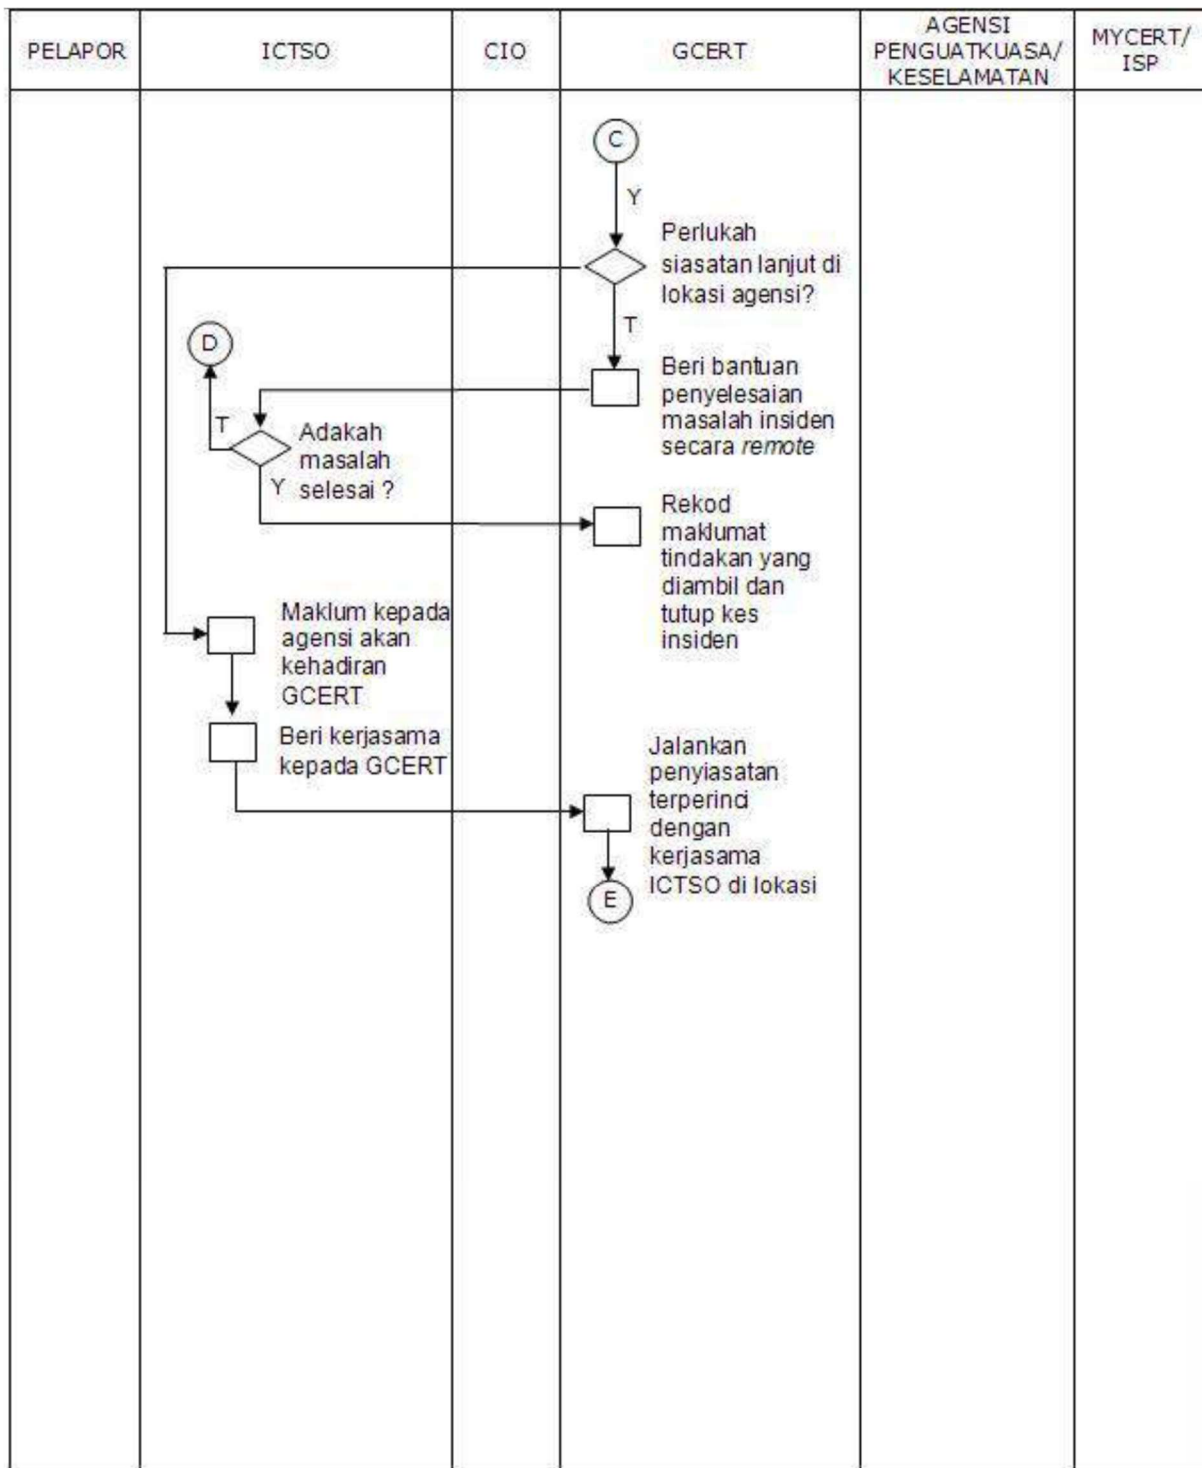 PELAPOR
ICTSO
CIO
GCERT
AGENSI
PENGUATKUASA/
KESELAMATAN
MYCERT/
ISP
C
Y
Perlukah
siasatan lanjut di
lokasi agensi?
T
D
Beri bantuan
penyelesaian
masalah insiden
secara remote
T
Adakah
masalah
selesai ?
Y
Rekod
maklumat
tindakan yang
diambil dan
tutup kes
insiden
Maklum kepada
agensi akan
kehadiran
GCERT
Beri kerjasama
kepada GCERT
Jalankan
penyiasatan
terperinci
dengan
kerjasama
ICTSO di lokasi
E